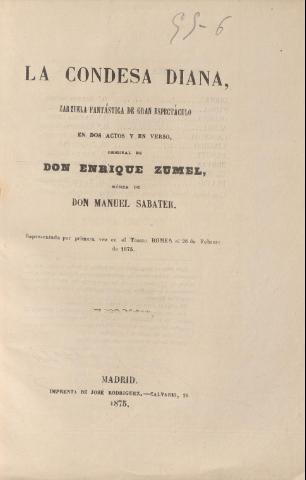 55-6
LA CONDESA DIANA,
ZARZUELA FANTÁSTICA DE GRAN ESPECTÁCULO
EN DOS ACTOS Y EN VERSO,
ORIGINAL DE
DON ENRIQUE ZUMEL,
MÚSICA DE
DON MANUEL SABATER.
Representada por primera vez en el Teatro ROMEA el 26 de Febrero
de 1875.
MADRID.
IMPRENTA DE JOSÉ RODRIGUEZ,—CALVARIO, 18
1875.